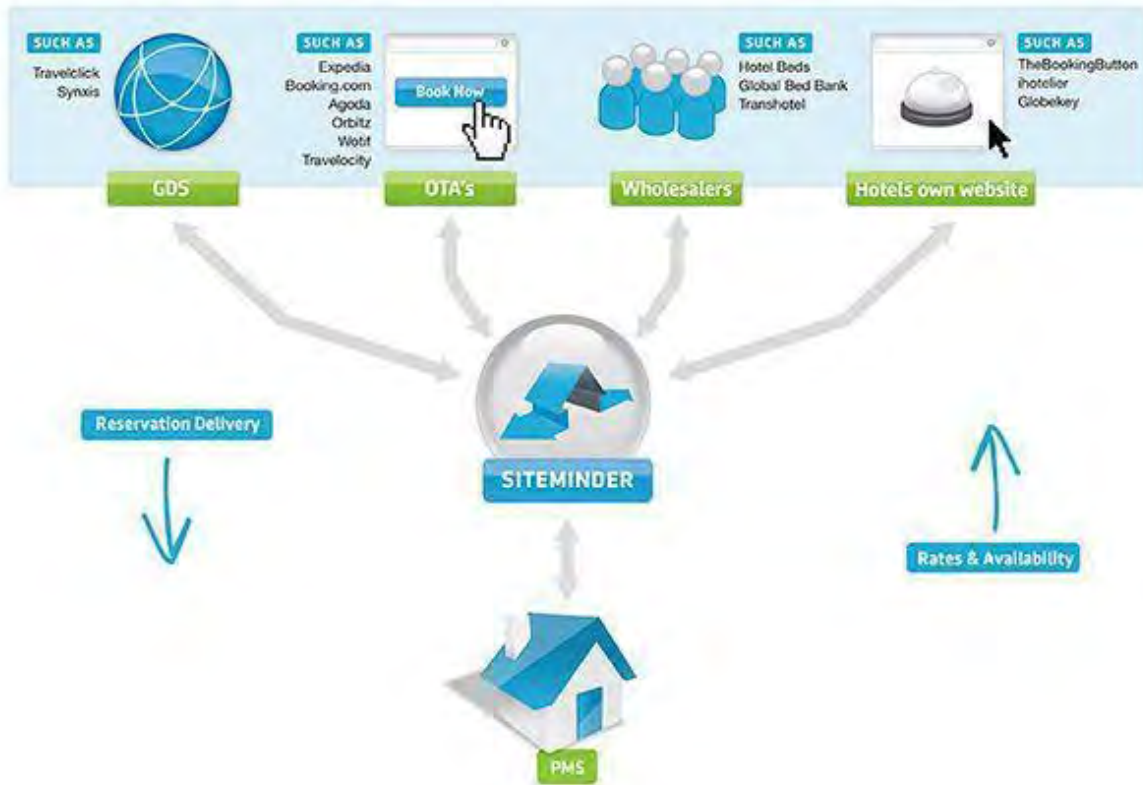 SUCH AS
Travelclick
Synxis
GDS
SUCH AS
Expedia
Booking.com
Agoda
Orbitz
Wotif
Travelocity
Book Now
OTA's
SUCH AS
Hotel Beds
Global Bed Bank
Transhotel
Wholesalers
SUCH AS
TheBookingButton
ihotelier
Globekey
Hotels own website
Reservation Delivery
SITEMINDER
Rates & Availability
PMS